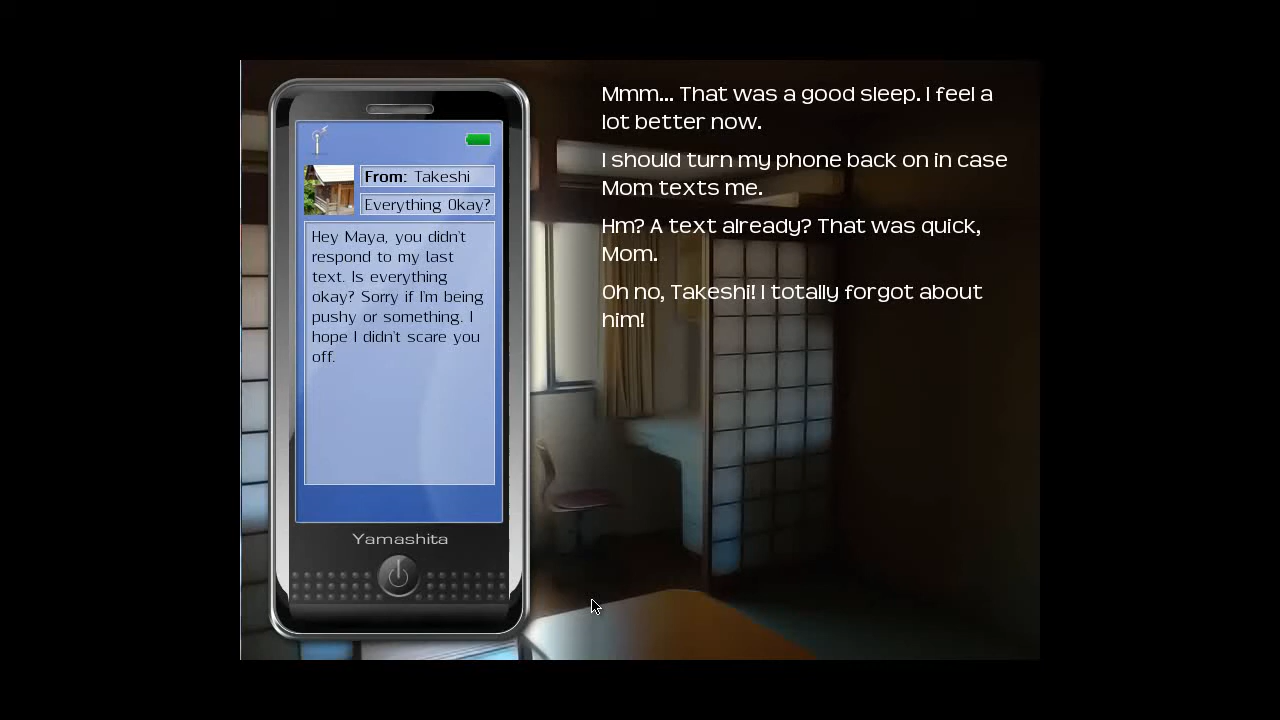 From: Takeshi
Everything Okay?
Hey Maya, you didn't
respond to my last
text. Is everything
okay? Sorry if I'm being
pushy or something. I
hope I didn't scare you
off.
Yamashita
Mmm... That was a good sleep. I feel a
lot better now.
I should turn my phone back on in case
Mom texts me.
Hm? A text already? That was quick,
Mom.
Oh no, Takeshi! I totally forgot about
him!